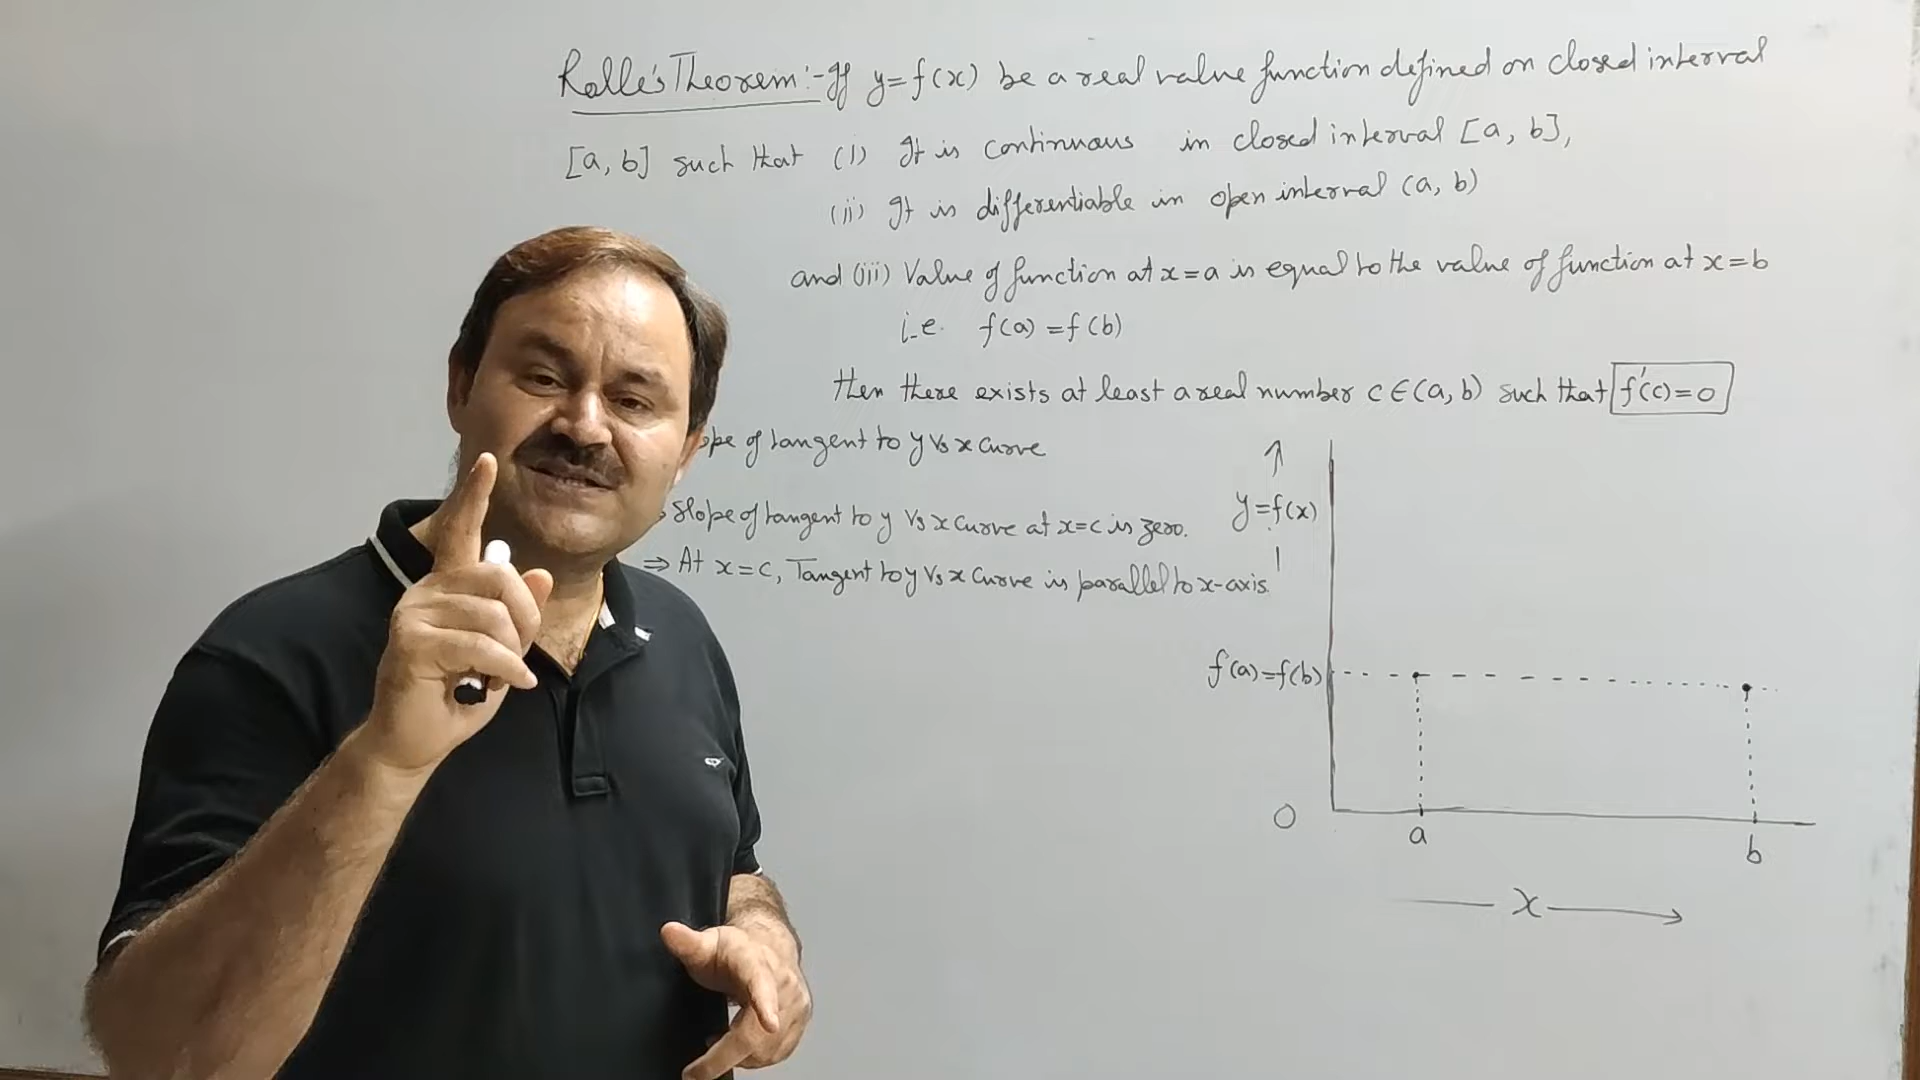 Rolle's Theorem :- If y=f(x) be a real value function defined on closed interval
[a, b] such that (i) It is continuous in closed interval [a, b],
(ii) It is differentiable in open interval (a, b)
and (iii) Value of function at x=a is equal to the value of function at x=b
i.e. f(a) =f(b)
then there exists at least a real number c∈(a, b) such that f'(c)=0
of tangent to y vs x curve
Slope of tangent to y vs x curve at x=c is zero.
⇒ At x=c, Tangent to y vs x curve is parallel to x-axis.
y=f(x)
f(a)=f(b)
O
a
b
x